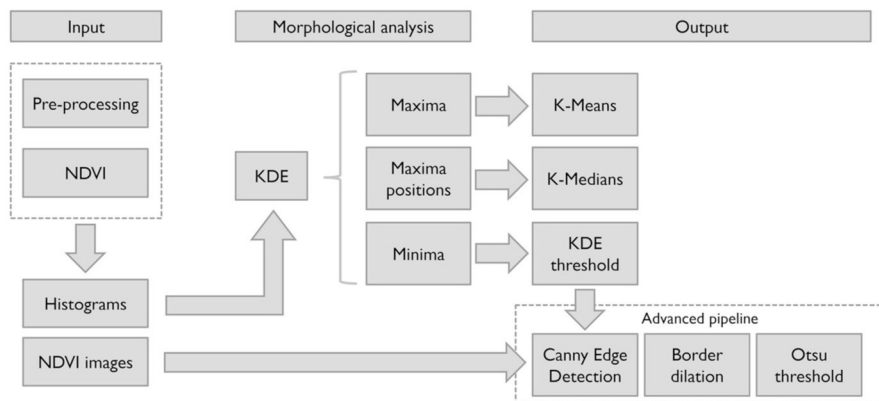 Input
Morphological analysis
Output
Pre-processing
NDVI
Histograms
NDVI images
KDE
Maxima
Maxima
positions
Minima
K-Means
K-Medians
KDE
threshold
Advanced pipeline
Canny Edge
Detection
Border
dilation
Otsu
threshold